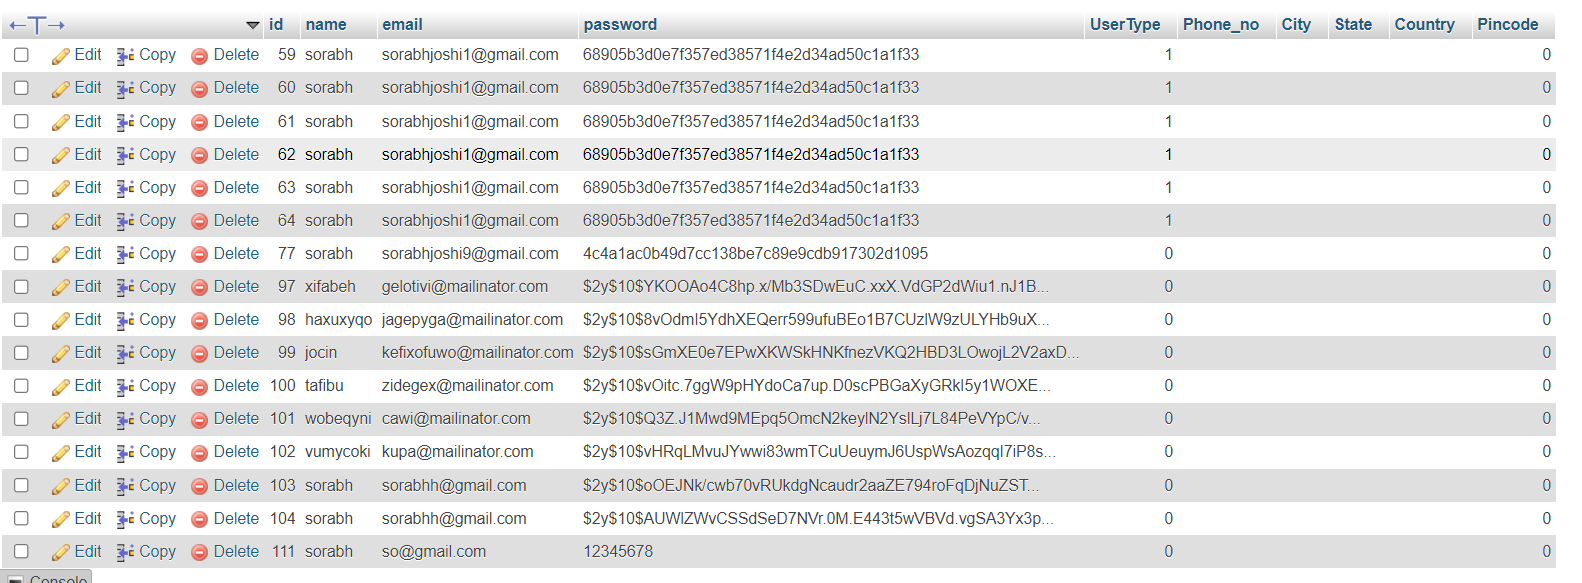 id name email password UserType Phone_no City State Country Pincode
Edit Copy Delete 59 sorabh sorabhjoshi1@gmail.com 68905b3d0e7f357ed38571f4e2d34ad50c1a1f33 1 0
Edit Copy Delete 60 sorabh sorabhjoshi1@gmail.com 68905b3d0e7f357ed38571f4e2d34ad50c1a1f33 1 0
Edit Copy Delete 61 sorabh sorabhjoshi1@gmail.com 68905b3d0e7f357ed38571f4e2d34ad50c1a1f33 1 0
Edit Copy Delete 62 sorabh sorabhjoshi1@gmail.com 68905b3d0e7f357ed38571f4e2d34ad50c1a1f33 1 0
Edit Copy Delete 63 sorabh sorabhjoshi1@gmail.com 68905b3d0e7f357ed38571f4e2d34ad50c1a1f33 1 0
Edit Copy Delete 64 sorabh sorabhjoshi1@gmail.com 68905b3d0e7f357ed38571f4e2d34ad50c1a1f33 1 0
Edit Copy Delete 77 sorabh sorabhjoshi9@gmail.com 4c4a1ac0b49d7cc138be7c89e9cdb917302d1095 0 0
Edit Copy Delete 97 xifabeh gelotivi@mailinator.com $2y$10$YKOOAo4C8hp.x/Mb3SDwEuC.xxX.VdGP2dWiu1.nJ1B... 0 0
Edit Copy Delete 98 haxuxyqo jagepyga@mailinator.com $2y$10$8vOdmI5YdhXEQerr599ufuBEo1B7CUzlW9zULYHb9uX... 0 0
Edit Copy Delete 99 jocin kefixofuwo@mailinator.com $2y$10$sGmXE0e7EPwXKWSkHNKfnezVKQ2HBD3LOwojL2V2axD... 0 0
Edit Copy Delete 100 tafibu zidegex@mailinator.com $2y$10$vOitc.7ggW9pHYdoCa7up.D0scPBGaXyGRkI5y1WOXE... 0 0
Edit Copy Delete 101 wobeqyni cawi@mailinator.com $2y$10$Q3Z.J1Mwd9MEpq5OmcN2keylN2YslLj7L84PeVYpC/v... 0 0
Edit Copy Delete 102 vumycoki kupa@mailinator.com $2y$10$vHRqLMvuJYwwi83wmTCuUeuymJ6UspWsAozqqI7iP8s... 0 0
Edit Copy Delete 103 sorabh sorabhh@gmail.com $2y$10$oOEJNk/cwb70vRUkdgNcaudr2aaZE794roFqDjNuZST... 0 0
Edit Copy Delete 104 sorabh sorabhh@gmail.com $2y$10$AUWlZWvCSSdSeD7NVr.0M.E443t5wVBVd.vgSA3Yx3p... 0 0
Edit Copy Delete 111 sorabh so@gmail.com 12345678 0 0
Console